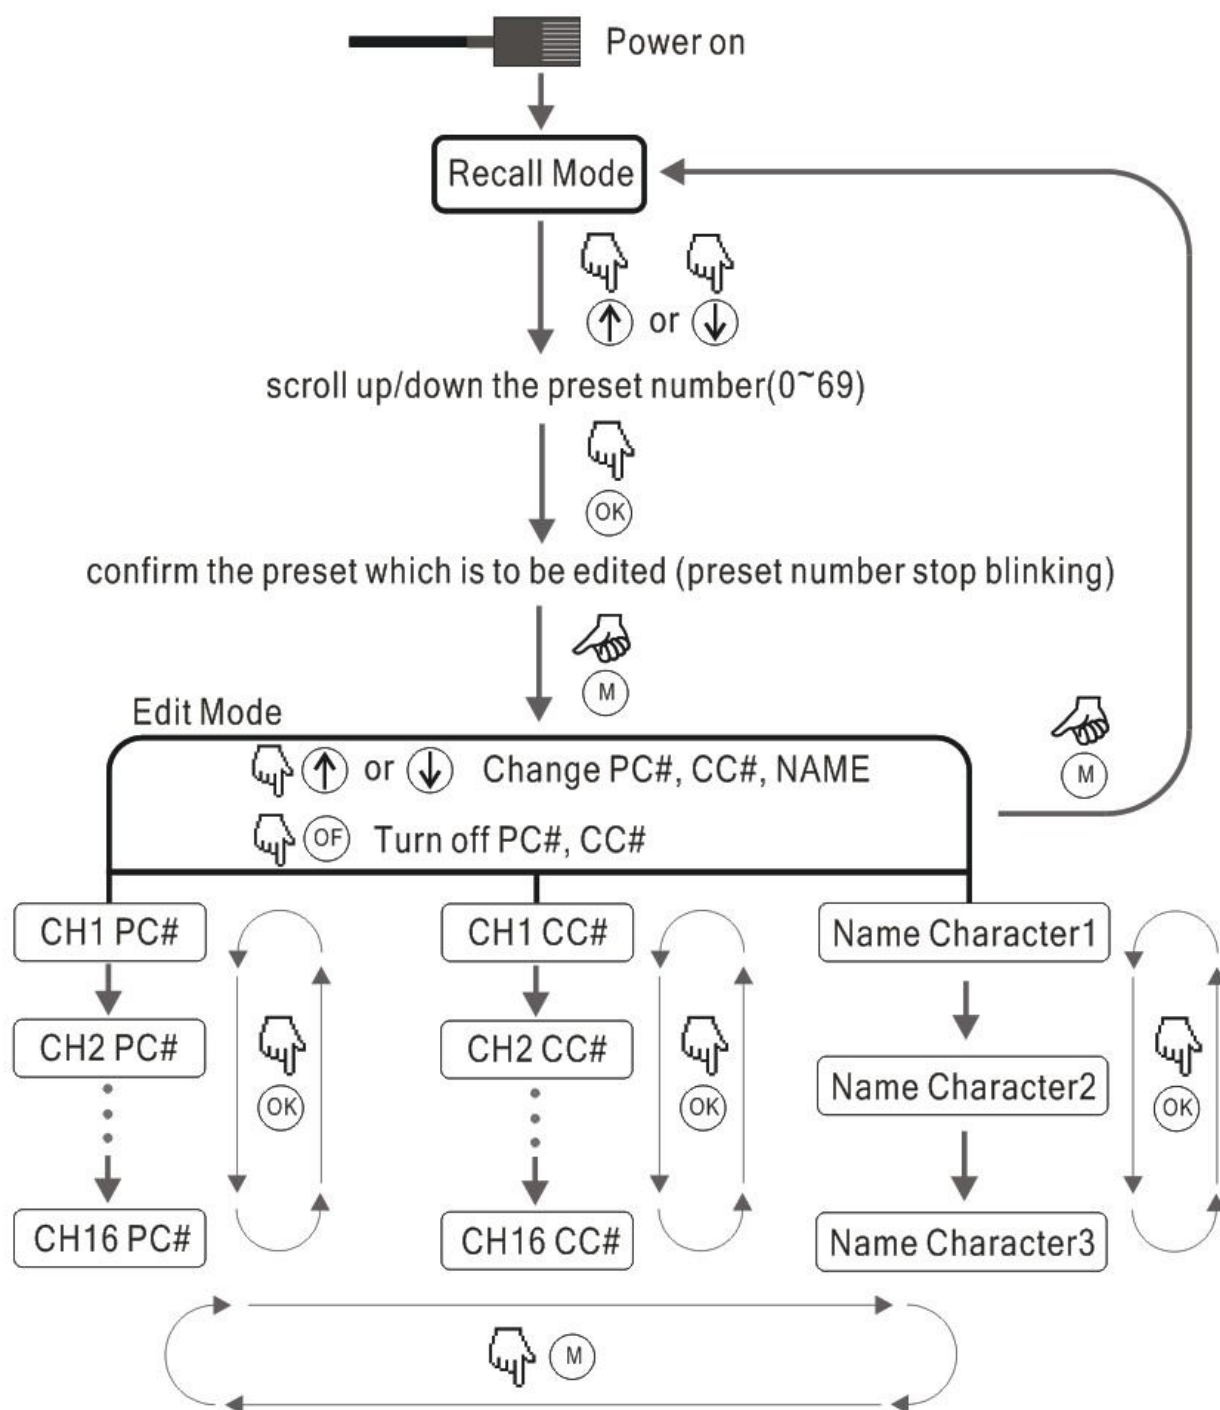 Power on
Recall Mode
or
scroll up/down the preset number(0~69)
OK
confirm the preset which is to be edited (preset number stop blinking)
M
Edit Mode
or Change PC#, CC#, NAME
M
OF Turn off PC#, CC#
CH1 PC#
CH1 CC#
Name Character1
CH2 PC#
CH2 CC#
Name Character2
OK
OK
OK
CH16 PC#
CH16 CC#
Name Character3
M